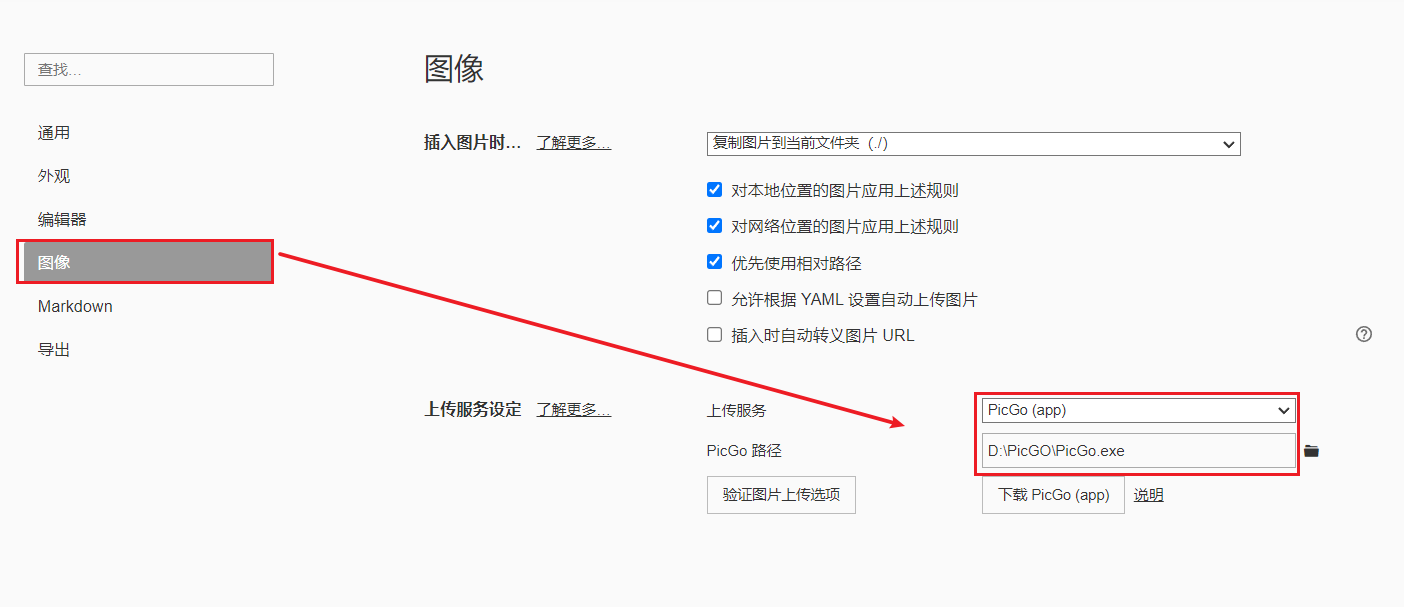 查找...
通用
外观
编辑器
图像
Markdown
导出
图像
插入图片时... 了解更多...
复制图片到当前文件夹 (./)
对本地位置的图片应用上述规则
对网络位置的图片应用上述规则
优先使用相对路径
允许根据 YAML 设置自动上传图片
插入时自动转义图片 URL
上传服务设定 了解更多...
上传服务 PicGo (app)
PicGo 路径 D:\PicGO\PicGo.exe
验证图片上传选项 下载 PicGo (app) 说明